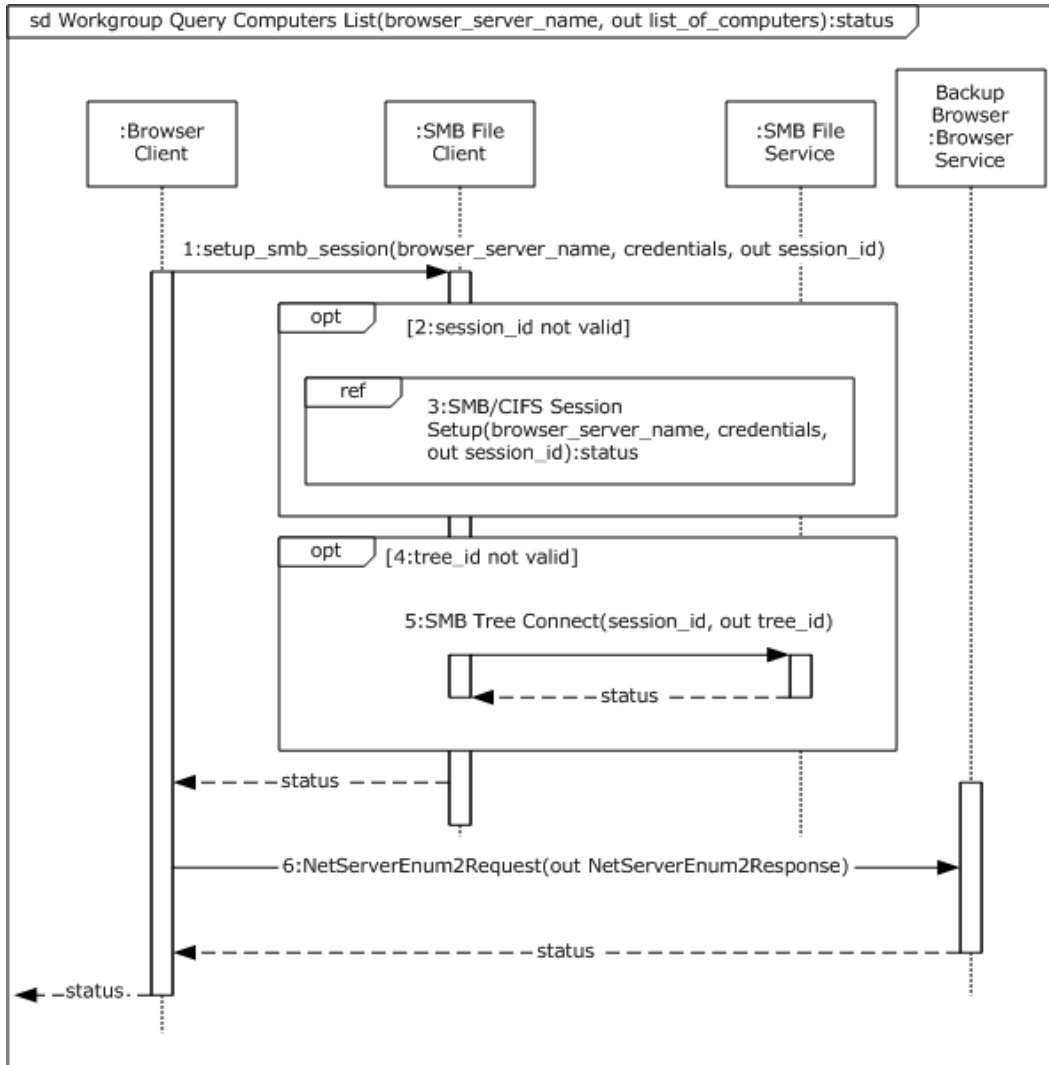 sd Workgroup Query Computers List(browser_server_name, out list_of_computers):status
:Browser
Client
:SMB File
Client
:SMB File
Service
Backup
Browser
:Browser
Service
1:setup_smb_session(browser_server_name, credentials, out session_id)
opt
[2:session_id not valid]
ref
3:SMB/CIFS Session
Setup(browser_server_name, credentials,
out session_id):status
opt
[4:tree_id not valid]
5:SMB Tree Connect(session_id, out tree_id)
status
status
6:NetServerEnum2Request(out NetServerEnum2Response)
status
status